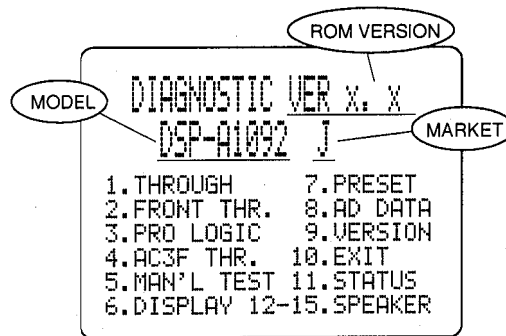 ROM VERSION
DIAGNOSTIC VER x. x
MODEL
DSP-A1092 J
MARKET
1.THROUGH 7.PRESET
2.FRONT THR. 8.AD DATA
3.PRO LOGIC 9.VERSION
4.AC3F THR. 10.EXIT
5.MAN'L TEST 11.STATUS
6.DISPLAY 12-15.SPEAKER